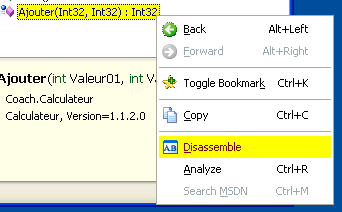 Ajouter(Int32, Int32) : Int32
Ajouter(int Valeur01, int Va
Coach.Calculateur
Calculateur, Version=1.1.2.0
Back Alt+Left
Forward Alt+Right
Toggle Bookmark Ctrl+K
Copy Ctrl+C
Disassemble
Analyze Ctrl+R
Search MSDN Ctrl+M